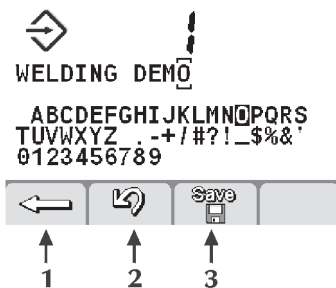 1
WELDING DEMO
ABCDEFGHIJKLMNOPQRS
TUVWXYZ .-+/#?!_$%&'
0123456789
Save
1 2 3